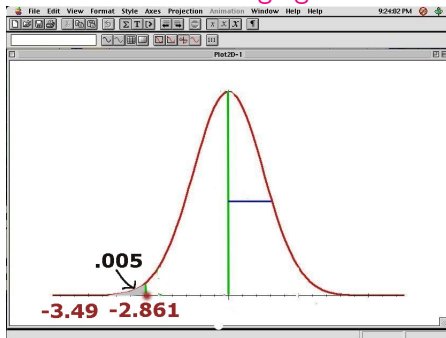 File Edit View Format Style Axes Projection Animation Window Help Help 9:24:02 PM
Plot2D-1
.005
-3.49 -2.861